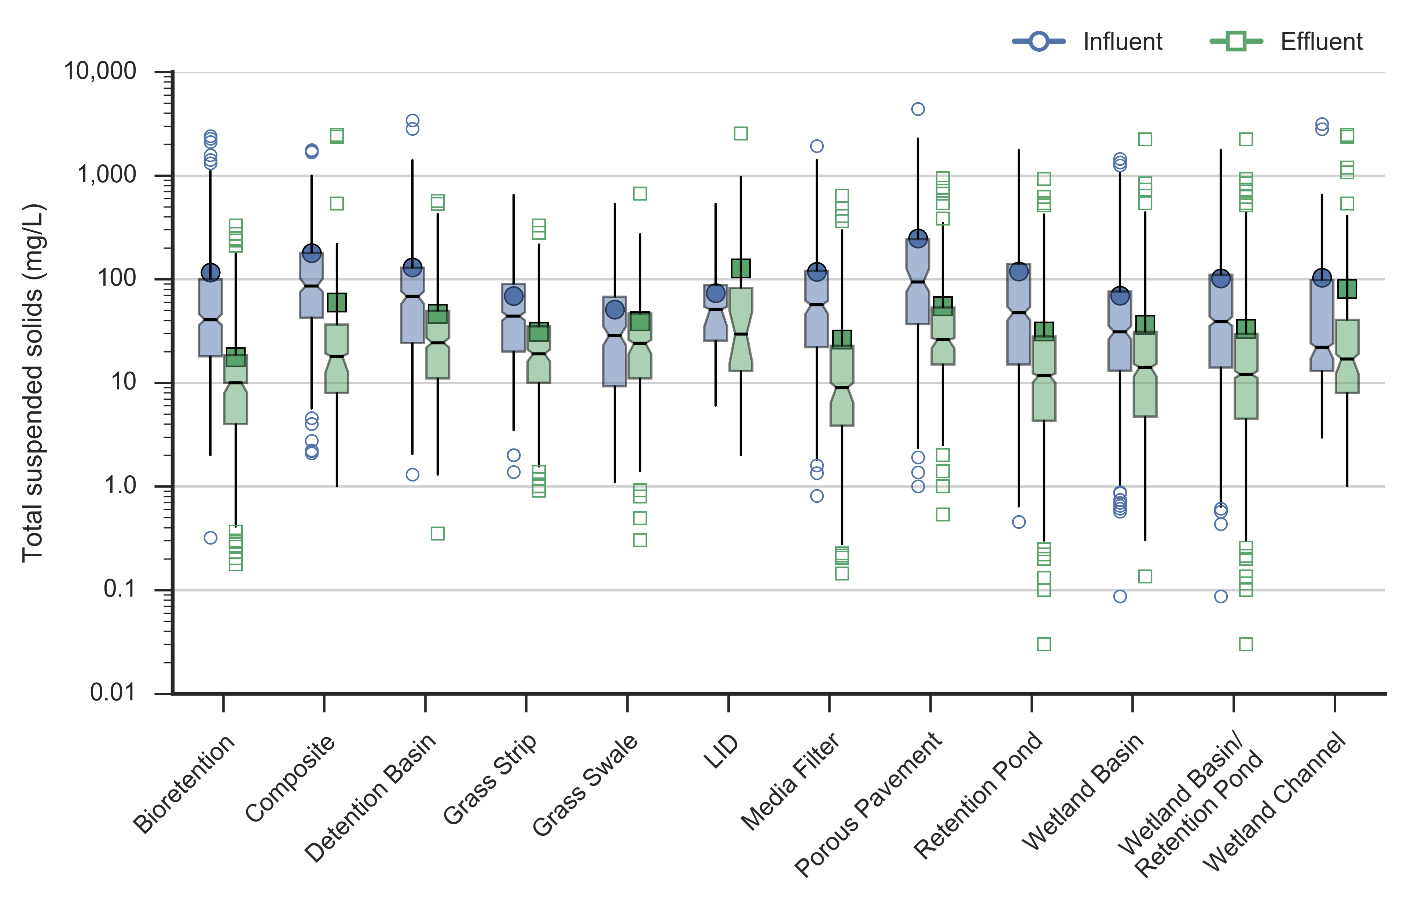 Influent
Effluent
Total suspended solids (mg/L)
10,000
1,000
100
10
1.0
0.1
0.01
Bioretention
Composite
Detention Basin
Grass Strip
Grass Swale
LID
Media Filter
Porous Pavement
Retention Pond
Wetland Basin
Wetland Basin/
Retention Pond
Wetland Channel